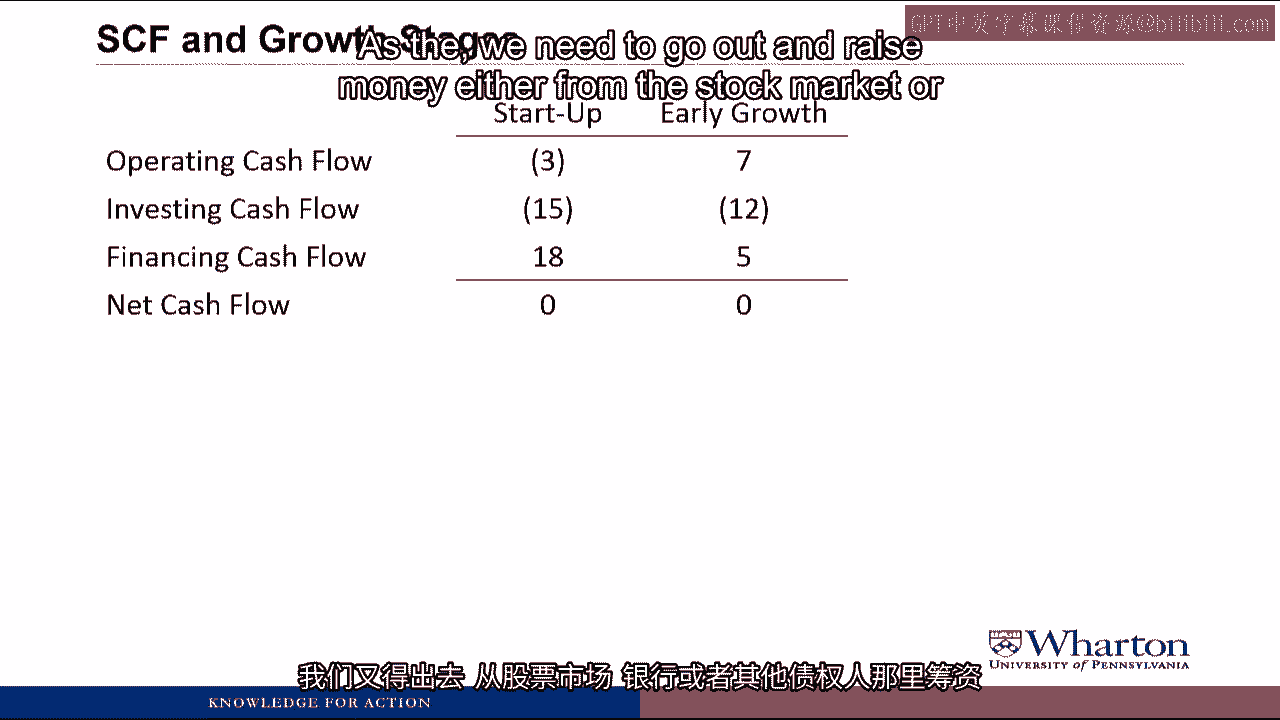 GPT中英字幕课程资源@bilibili.com
SCF and Growth Stages
As the, we need to go out and raise
money either from the stock market or
Start-Up Early Growth
Operating Cash Flow (3) 7
Investing Cash Flow (15) (12)
Financing Cash Flow 18 5
Net Cash Flow 0 0
Wharton
UNIVERSITY of PENNSYLVANIA
我们又得出去 从股票市场 银行或者其他债权人那里筹资
KNOWLEDGE FOR ACTION